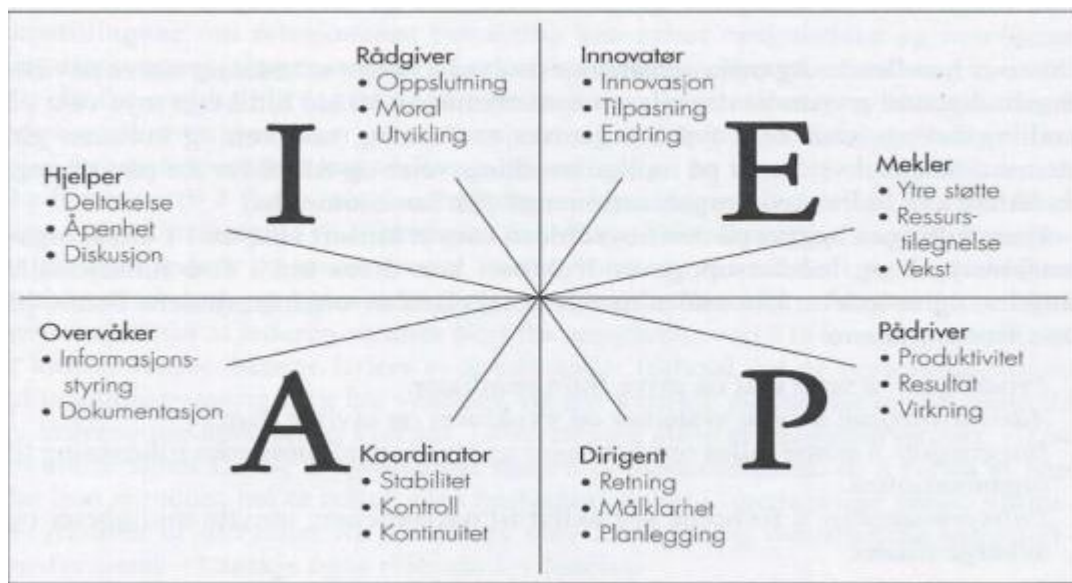 Rådgiver
• Oppslutning
• Moral
• Utvikling
Innovatør
• Innovasjon
• Tilpasning
• Endring
I
E
Hjelper
• Deltakelse
• Åpenhet
• Diskusjon
Mekler
• Ytre støtte
• Ressurs-
tilegnelse
• Vekst
Overvåker
• Informasjons-
styring
• Dokumentasjon
Pådriver
• Produktivitet
• Resultat
• Virkning
A
P
Koordinator
• Stabilitet
• Kontroll
• Kontinuitet
Dirigent
• Retning
• Målklarhet
• Planlegging